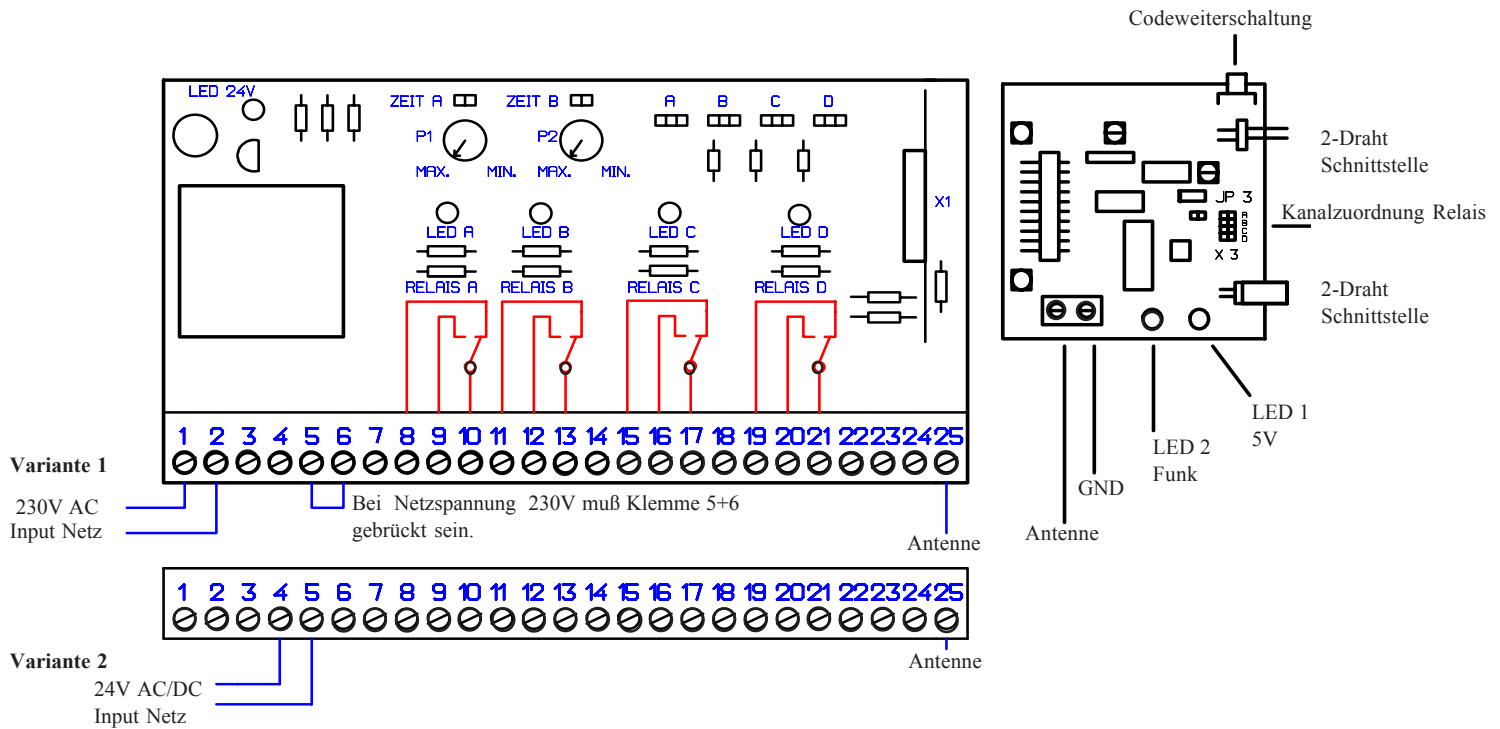 Codeweiterschaltung
LED 24V
ZEIT A
ZEIT B
A B C D
P1
P2
MAX. MIN. MAX. MIN.
X1
LED A LED B LED C LED D
RELAIS A RELAIS B RELAIS C RELAIS D
2-Draht
Schnittstelle
JP 3
A
B
C
D
X 3
Kanalzuordnung Relais
2-Draht
Schnittstelle
LED 1
5V
LED 2
Funk
GND
Antenne
1 2 3 4 5 6 7 8 9 10 11 12 13 14 15 16 17 18 19 20 21 22 23 24 25
Variante 1
230V AC
Input Netz
Bei Netzspannung 230V muß Klemme 5+6
gebrückt sein.
Antenne
1 2 3 4 5 6 7 8 9 10 11 12 13 14 15 16 17 18 19 20 21 22 23 24 25
Variante 2
24V AC/DC
Input Netz
Antenne